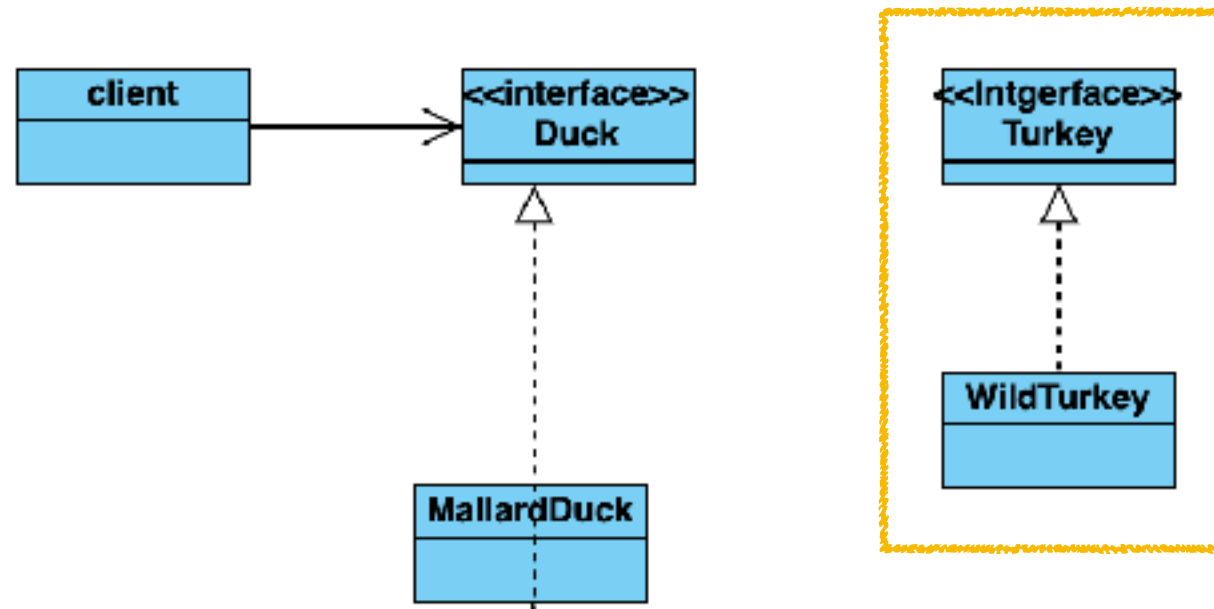 client
<<interface>>
Duck
<<Intgerface>>
Turkey
WildTurkey
MallardDuck